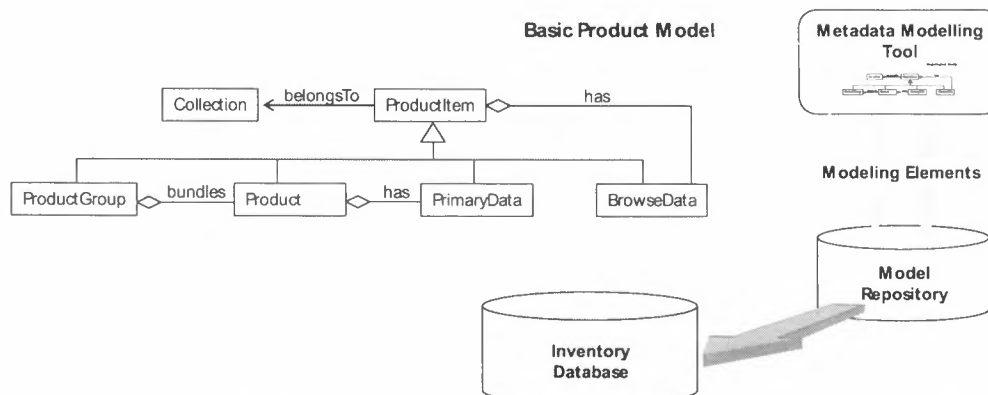 Basic Product Model
Metadata Modelling
Tool
Collection
belongsTo
ProductItem
has
ProductGroup
bundles
Product
has
PrimaryData
BrowseData
Modeling Elements
Model
Repository
Inventory
Database